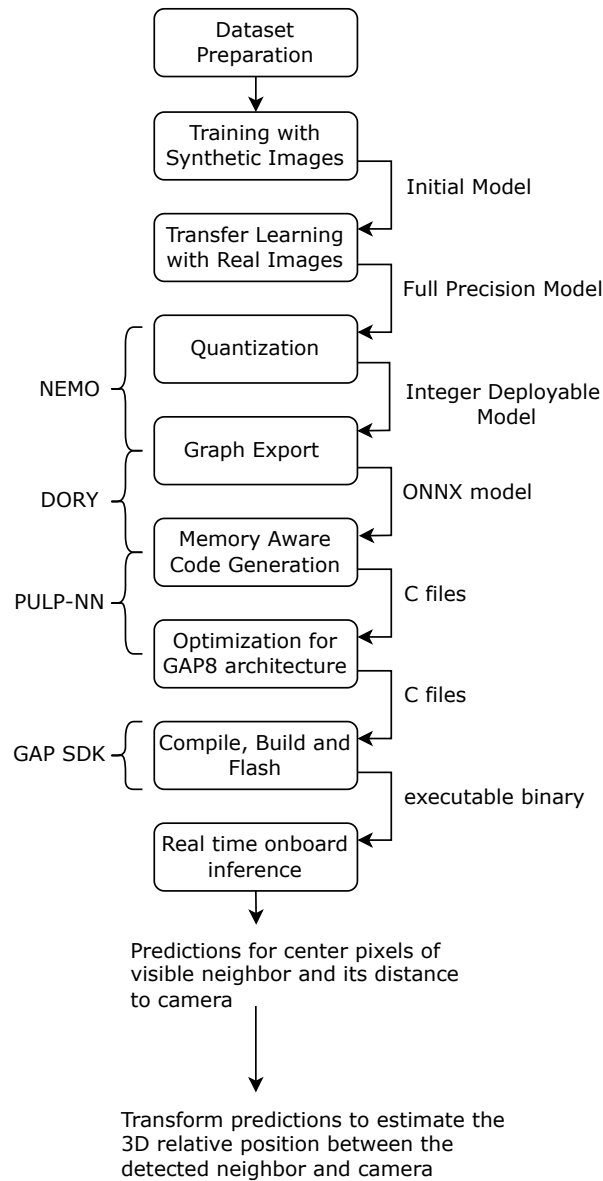 Dataset
Preparation
Training with
Synthetic Images
Initial Model
Transfer Learning
with Real Images
Full Precision Model
Quantization
NEMO
Integer Deployable
Model
Graph Export
DORY
ONNX model
Memory Aware
Code Generation
PULP-NN
C files
Optimization for
GAP8 architecture
C files
GAP SDK
Compile, Build and
Flash
executable binary
Real time onboard
inference
Predictions for center pixels of
visible neighbor and its distance
to camera
Transform predictions to estimate the
3D relative position between the
detected neighbor and camera